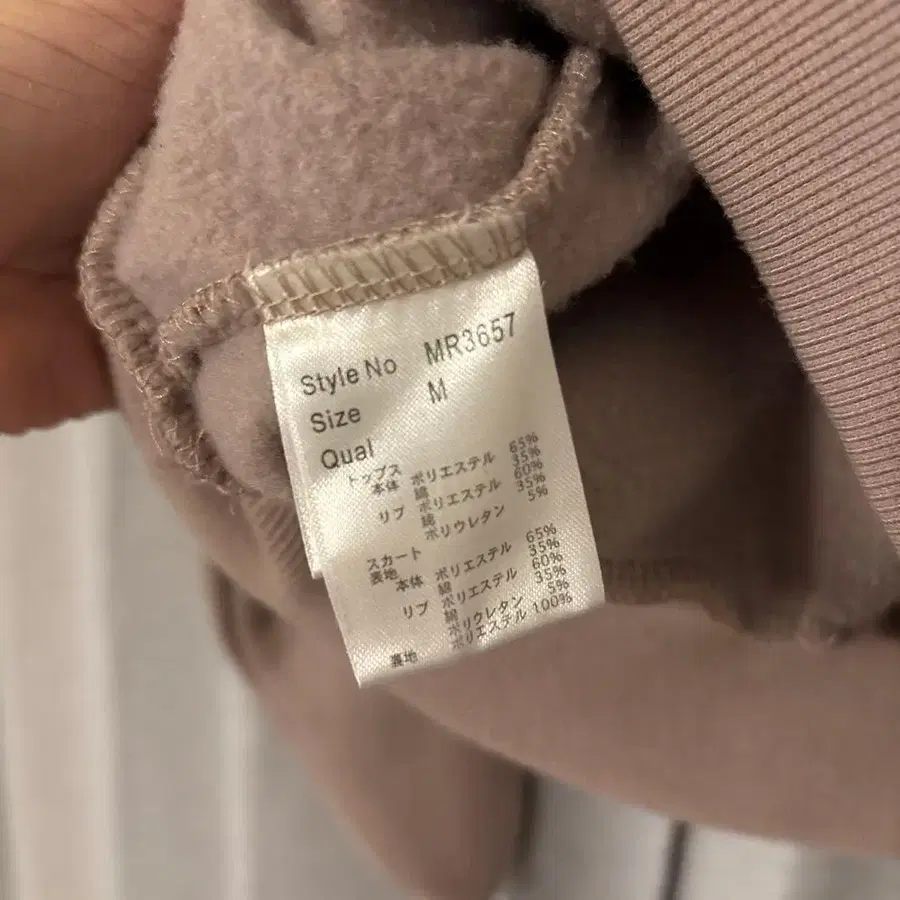 Style No MR3657
Size M
Qual
トップス
本体 ポリエステル 65%
綿 35%
リブ ポリエステル 60%
綿 35%
ポリウレタン 5%
スカート
裏地
本体 ポリエステル 65%
綿 35%
リブ ポリエステル 60%
綿 35%
ポリウレタン 5%
裏地 ポリエステル 100%